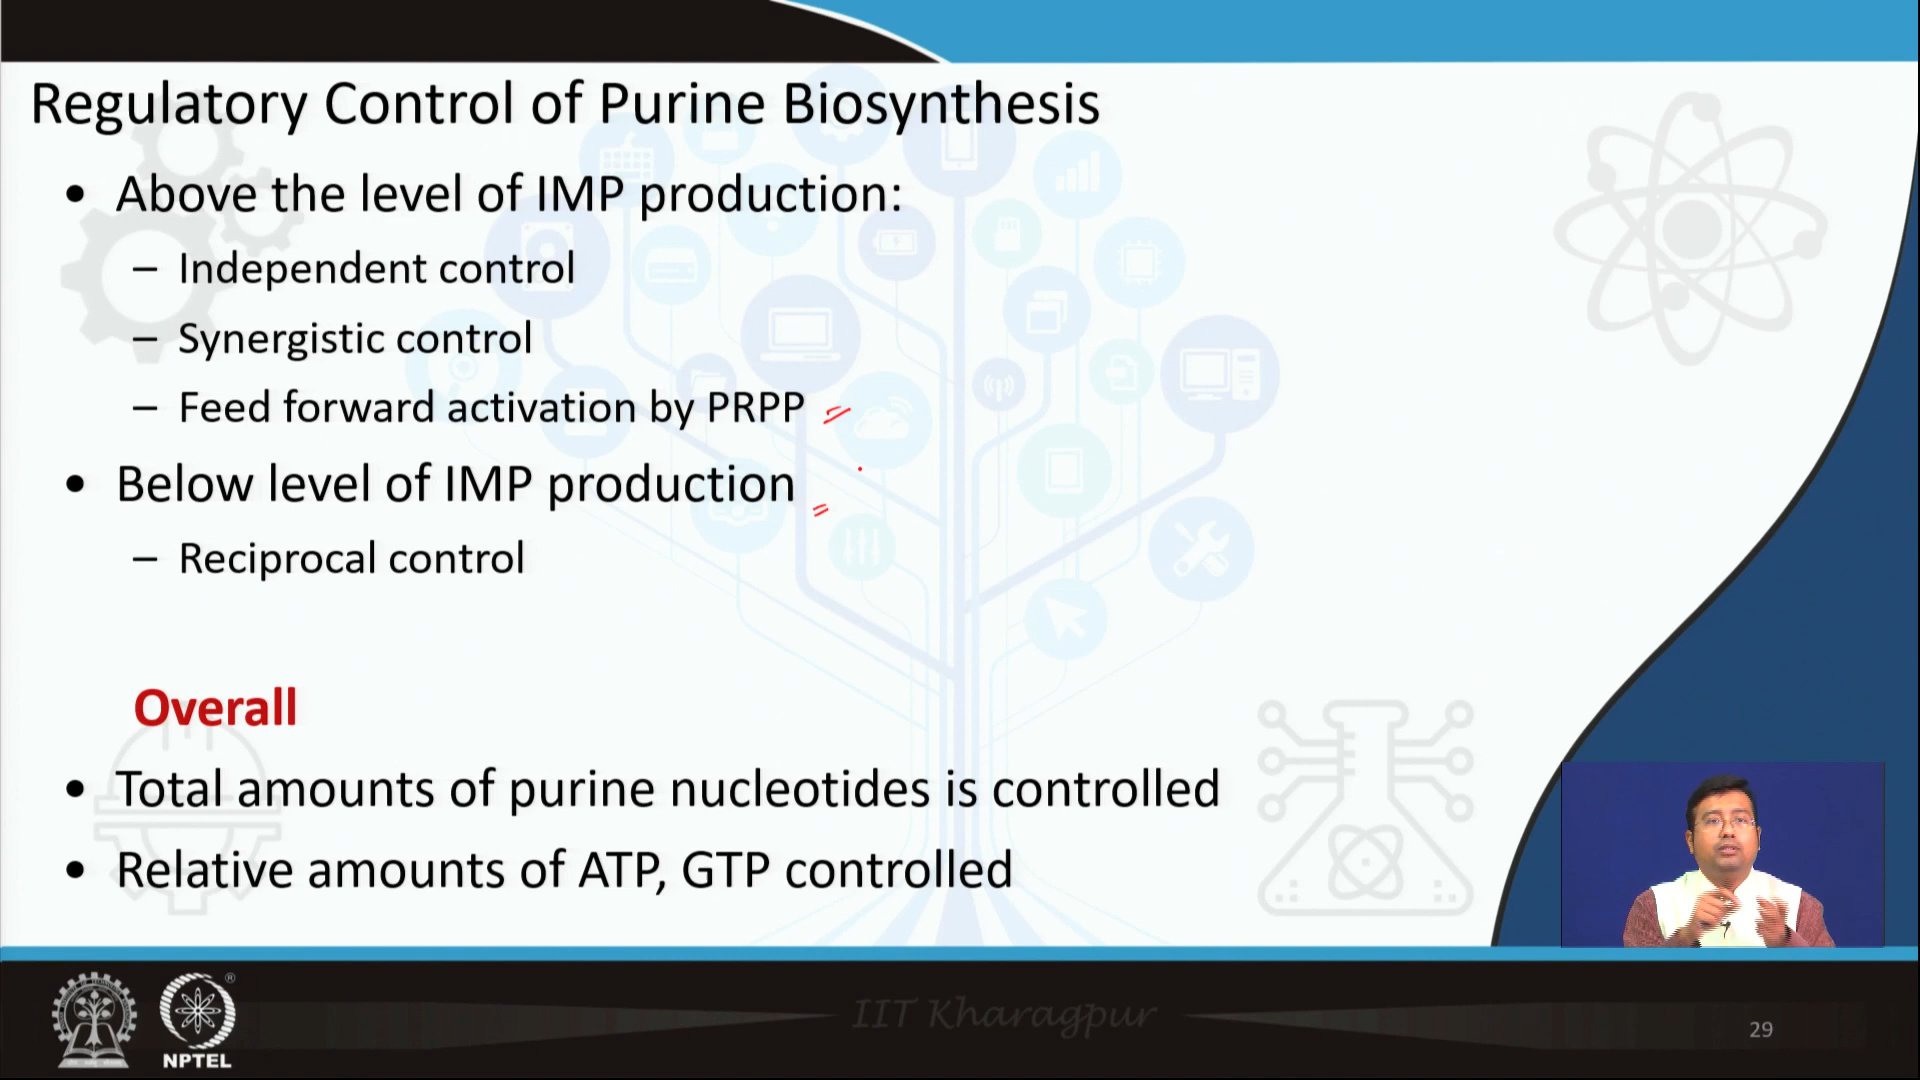 Regulatory Control of Purine Biosynthesis
• Above the level of IMP production:
– Independent control
– Synergistic control
– Feed forward activation by PRPP
• Below level of IMP production
– Reciprocal control
Overall
• Total amounts of purine nucleotides is controlled
• Relative amounts of ATP, GTP controlled
®
NPTEL
IIT Kharagpur
29